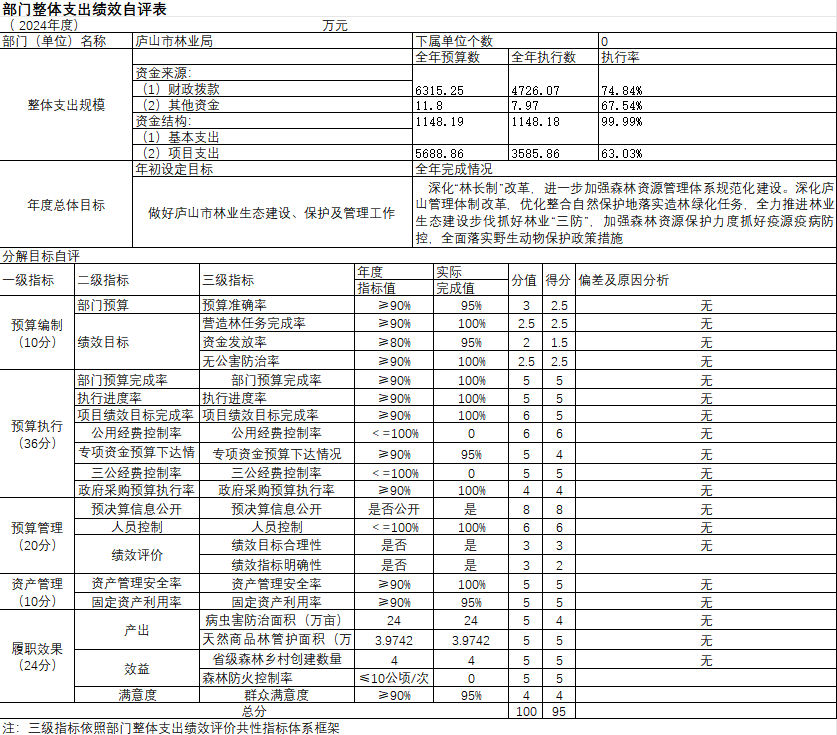 部门整体支出绩效自评表
（ 2024年度） 万元
部门（单位）名称 庐山市林业局 下属单位个数 0
整体支出规模 全年预算数 全年执行数 执行率
资金来源：
（1）财政拨款 6315.25 4726.07 74.84%
（2）其他资金 11.8 7.97 67.54%
资金结构： 1148.19 1148.18 99.99%
（1）基本支出
（2）项目支出 5688.86 3585.86 63.03%
年度总体目标 年初设定目标 全年完成情况
做好庐山市林业生态建设、保护及管理工作
深化“林长制”改革，进一步加强森林资源管理体系规范化建设。深化庐
山管理体制改革，优化整合自然保护地落实造林绿化任务，全力推进林业
生态建设步伐抓好林业“三防”，加强森林资源保护力度抓好疫源疫病防
控，全面落实野生动物保护政策措施
分解目标自评
一级指标 二级指标 三级指标 年度 实际 分值 得分 偏差及原因分析
指标值 完成值
预算编制
（10分）
部门预算 预算准确率 ≥90% 95% 3 2.5 无
绩效目标 营造林任务完成率 ≥90% 100% 2.5 2.5 无
资金发放率 ≥80% 95% 2 1.5 无
无公害防治率 ≥90% 100% 2.5 2.5 无
预算执行
（36分）
部门预算完成率 部门预算完成率 ≥90% 100% 5 5 无
执行进度率 执行进度率 ≥90% 100% 5 5 无
项目绩效目标完成率 项目绩效目标完成率 ≥90% 100% 6 5 无
公用经费控制率 公用经费控制率 <=100% 0 6 6 无
专项资金预算下达情 专项资金预算下达情况 ≥90% 95% 5 4 无
三公经费控制率 三公经费控制率 <=100% 0 5 5 无
政府采购预算执行率 政府采购预算执行率 ≥90% 100% 4 4 无
预算管理
（20分）
预决算信息公开 预决算信息公开 是否公开 是 8 8 无
人员控制 人员控制 <=100% 100% 6 6 无
绩效评价 绩效目标合理性 是否 是 3 3 无
绩效指标明确性 是否 是 3 2
资产管理
（10分）
资产管理安全率 资产管理安全率 ≥90% 100% 5 5 无
固定资产利用率 固定资产利用率 ≥90% 95% 5 5 无
履职效果
（24分）
产出 病虫害防治面积（万亩） 24 24 5 4 无
天然商品林管护面积（万 3.9742 3.9742 5 5 无
效益 省级森林乡村创建数量 4 4 5 5 无
森林防火控制率 ≤10公顷/次 0 5 5
满意度 群众满意度 ≥90% 95% 4 4
总分 100 95
注：三级指标依照部门整体支出绩效评价共性指标体系框架